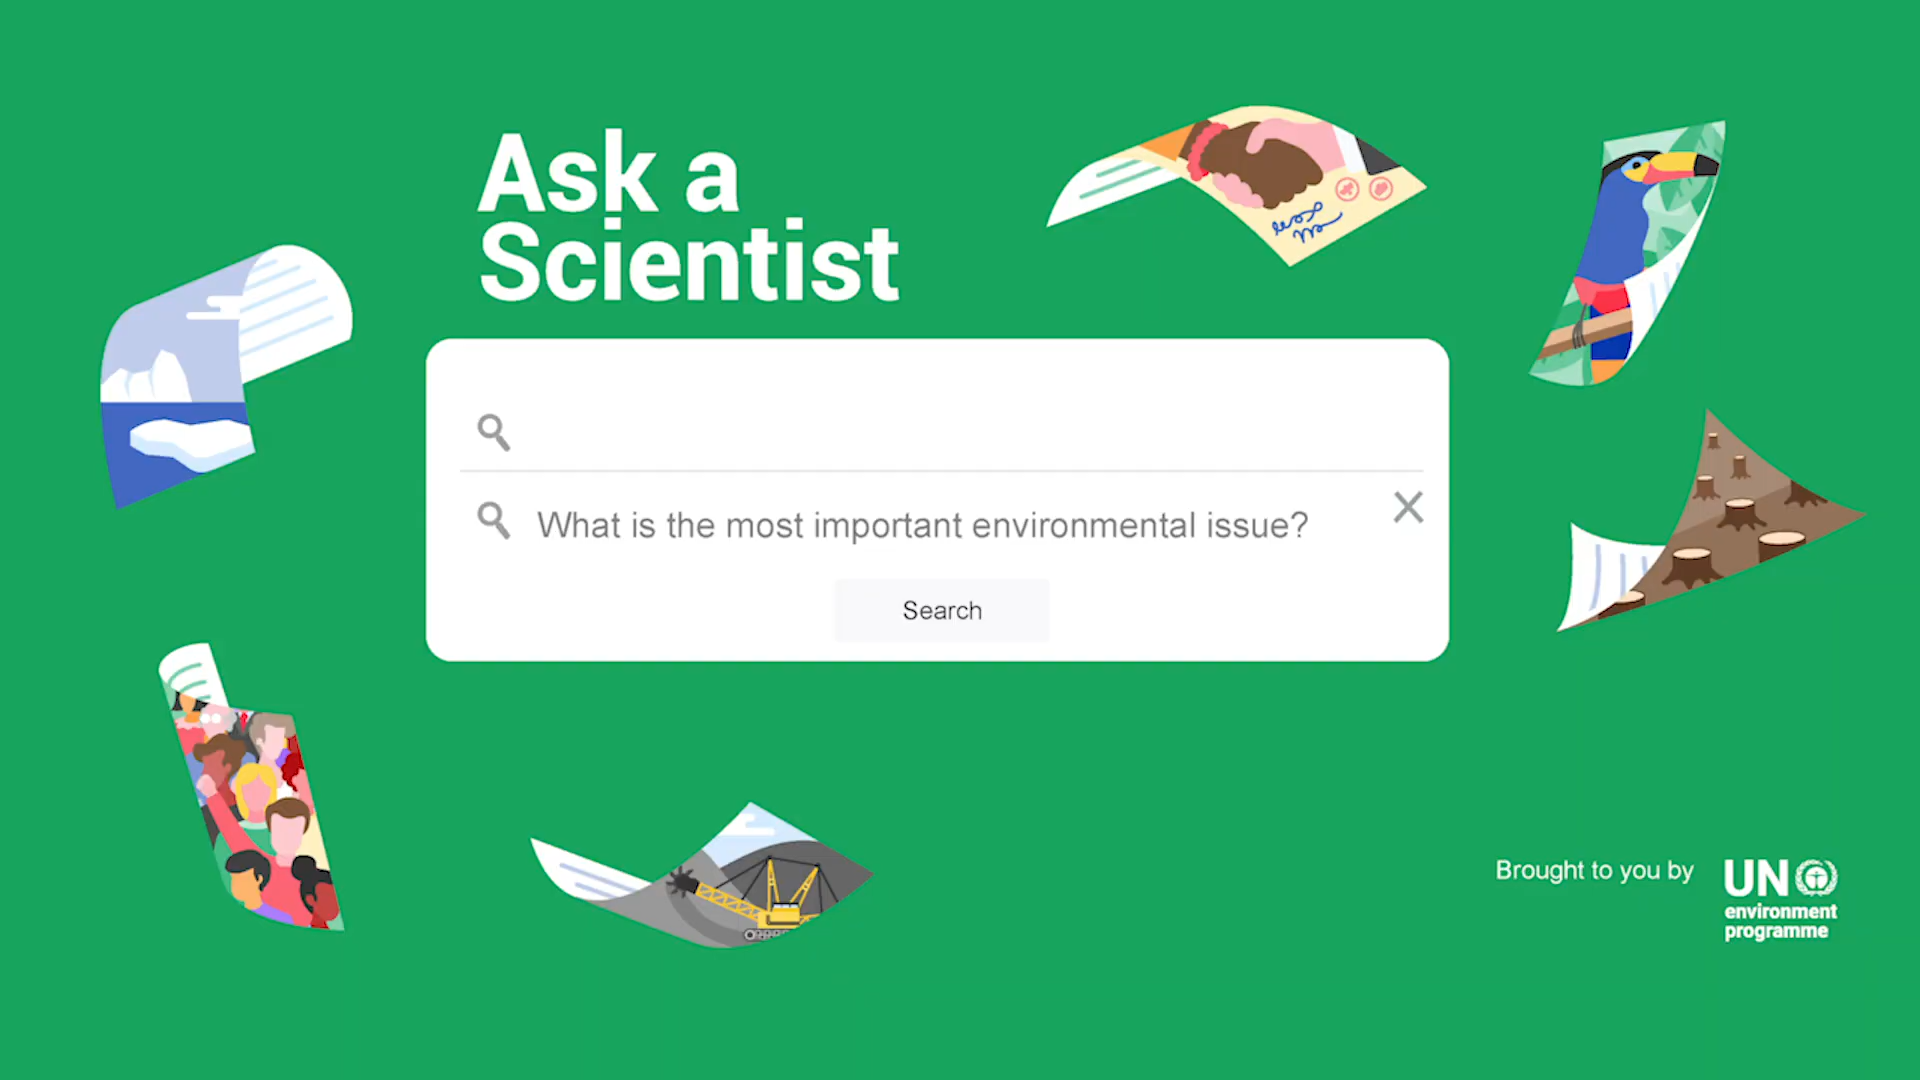 Ask a
Scientist
What is the most important environmental issue?
Search
Brought to you by
UN
environment
programme